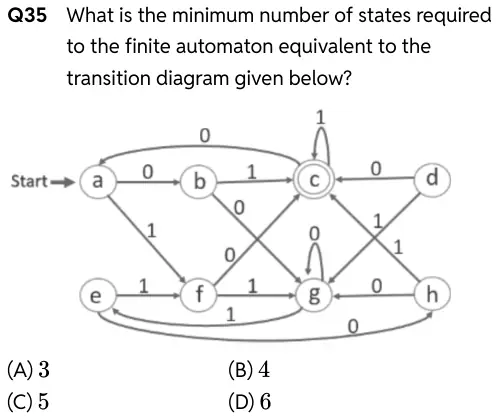 Q35 What is the minimum number of states required
to the finite automaton equivalent to the
transition diagram given below?
1
0
Start a 0 b 1 c 0 d
0
1 1
0 0 1
e 1 f 1 g 0 h
1
0
(A) 3 (B) 4
(C) 5 (D) 6